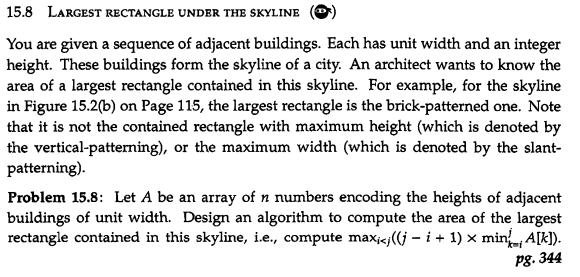 15.8 LARGEST RECTANGLE UNDER THE SKYLINE ( )
You are given a sequence of adjacent buildings. Each has unit width and an integer
height. These buildings form the skyline of a city. An architect wants to know the
area of a largest rectangle contained in this skyline. For example, for the skyline
in Figure 15.2(b) on Page 115, the largest rectangle is the brick-patterned one. Note
that it is not the contained rectangle with maximum height (which is denoted by
the vertical-patterning), or the maximum width (which is denoted by the slant-
patterning).
Problem 15.8: Let A be an array of n numbers encoding the heights of adjacent
buildings of unit width. Design an algorithm to compute the area of the largest
rectangle contained in this skyline, i.e., compute max_{i<j}((j − i + 1) × min_{k=i}^{j} A[k]).
pg. 344